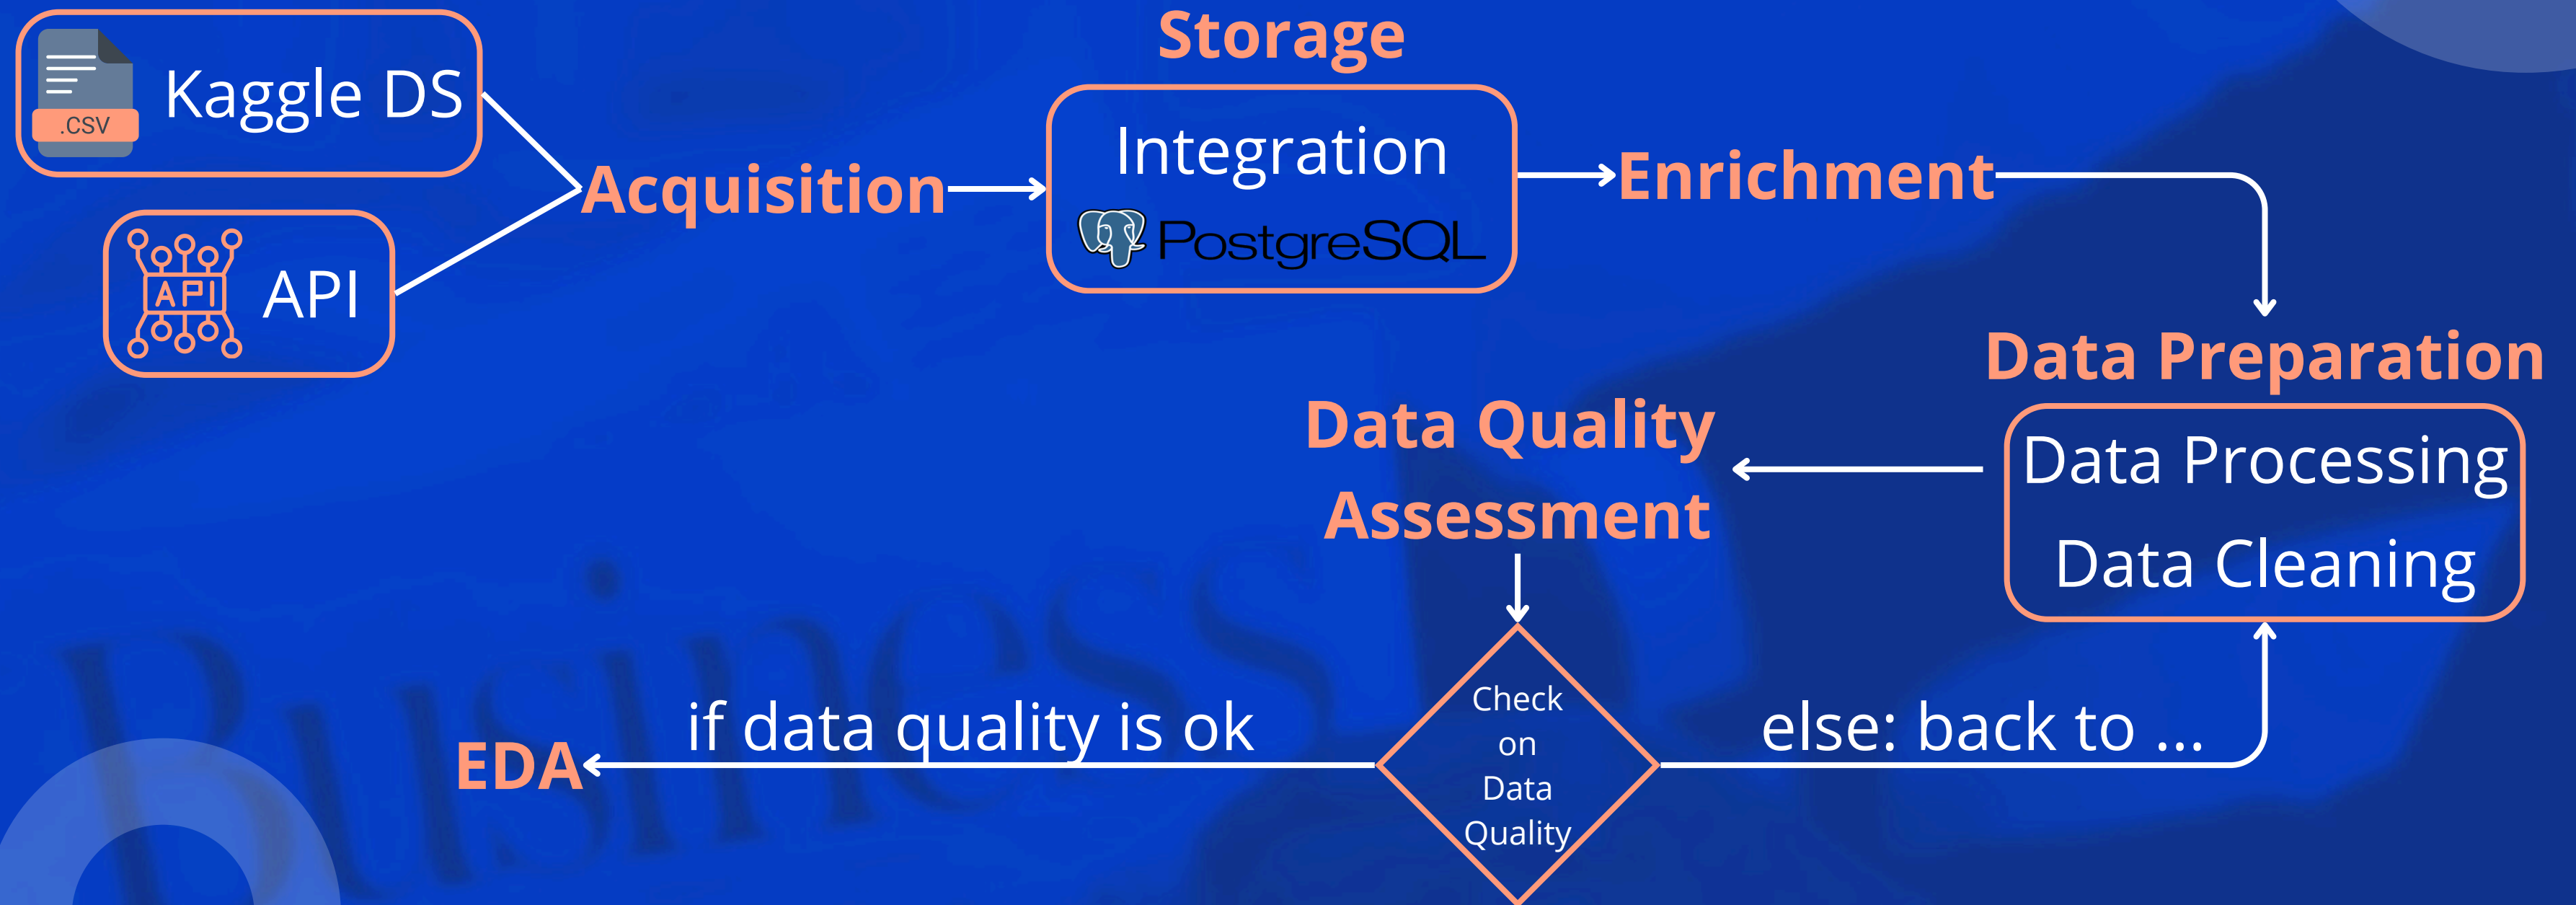 Kaggle DS
.CSV
API
API
Acquisition
Storage
Integration
PostgreSQL
Enrichment
Data Preparation
Data Processing
Data Cleaning
Data Quality
Assessment
Check
on
Data
Quality
if data quality is ok
EDA
else: back to ...
Business